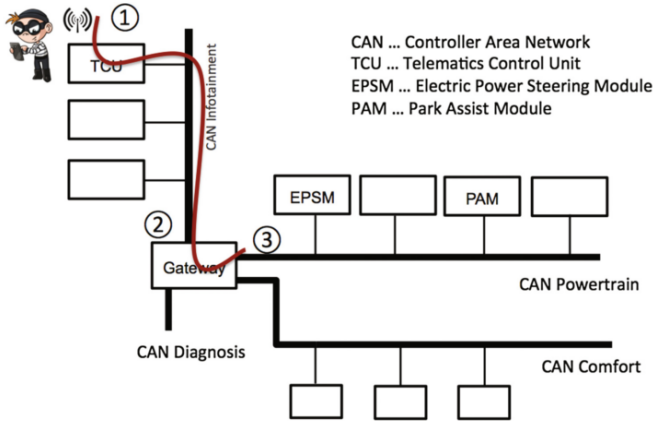 ①
TCU
CAN Infotainment
CAN ... Controller Area Network
TCU ... Telematics Control Unit
EPSM ... Electric Power Steering Module
PAM ... Park Assist Module
EPSM
PAM
②
③
Gateway
CAN Powertrain
CAN Diagnosis
CAN Comfort